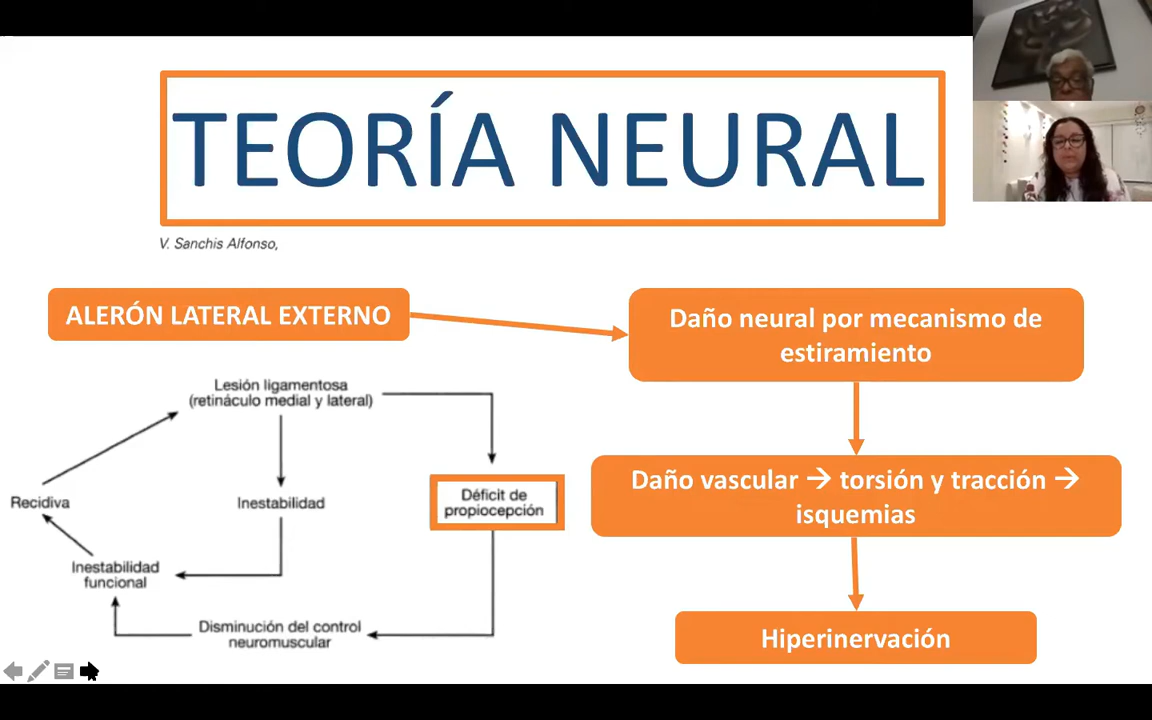 TEORÍA NEURAL
V. Sanchis Alfonso,
ALERÓN LATERAL EXTERNO
Daño neural por mecanismo de
estiramiento
Daño vascular → torsión y tracción →
isquemias
Hiperinervación
Lesión ligamentosa
(retináculo medial y lateral)
Recidiva
Inestabilidad
Déficit de
propiocepción
Inestabilidad
funcional
Disminución del control
neuromuscular